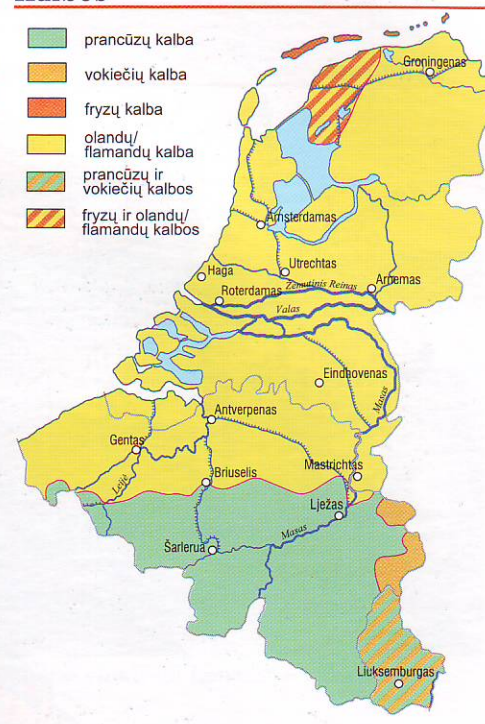 prancūzų kalba
vokiečių kalba
fryzų kalba
olandų/
flamandų kalba
prancūzų ir
vokiečių kalbos
fryzų ir olandų/
flamandų kalbos
Groningenas
Amsterdamas
Utrechtas
Haga
Žemutinis Reinas
Arnemas
Roterdamas
Valas
Eindhovenas
Masas
Antverpenas
Gentas
Mastrichtas
Leijė
Briuselis
Lježas
Masas
Šarlerua
Liuksemburgas